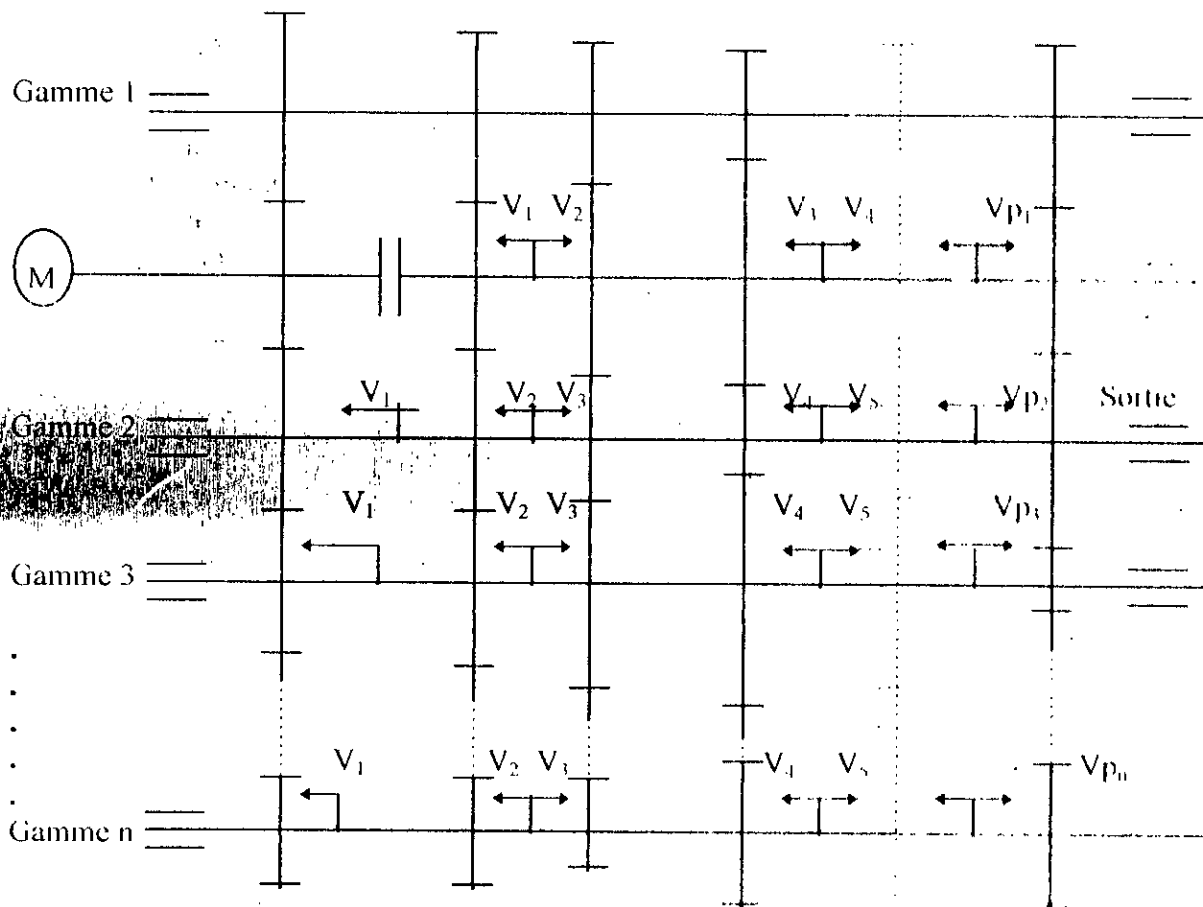 Gamme 1
V₁ V₂ V₃ V₄ Vp₁
M
V₁ V₂ V₃ V₄ V₅ Vp₂ Sortie
Gamme 2
V₁ V₂ V₃ V₄ V₅ Vp₃
Gamme 3
V₁ V₂ V₃ V₄ V₅ Vpₙ
Gamme n